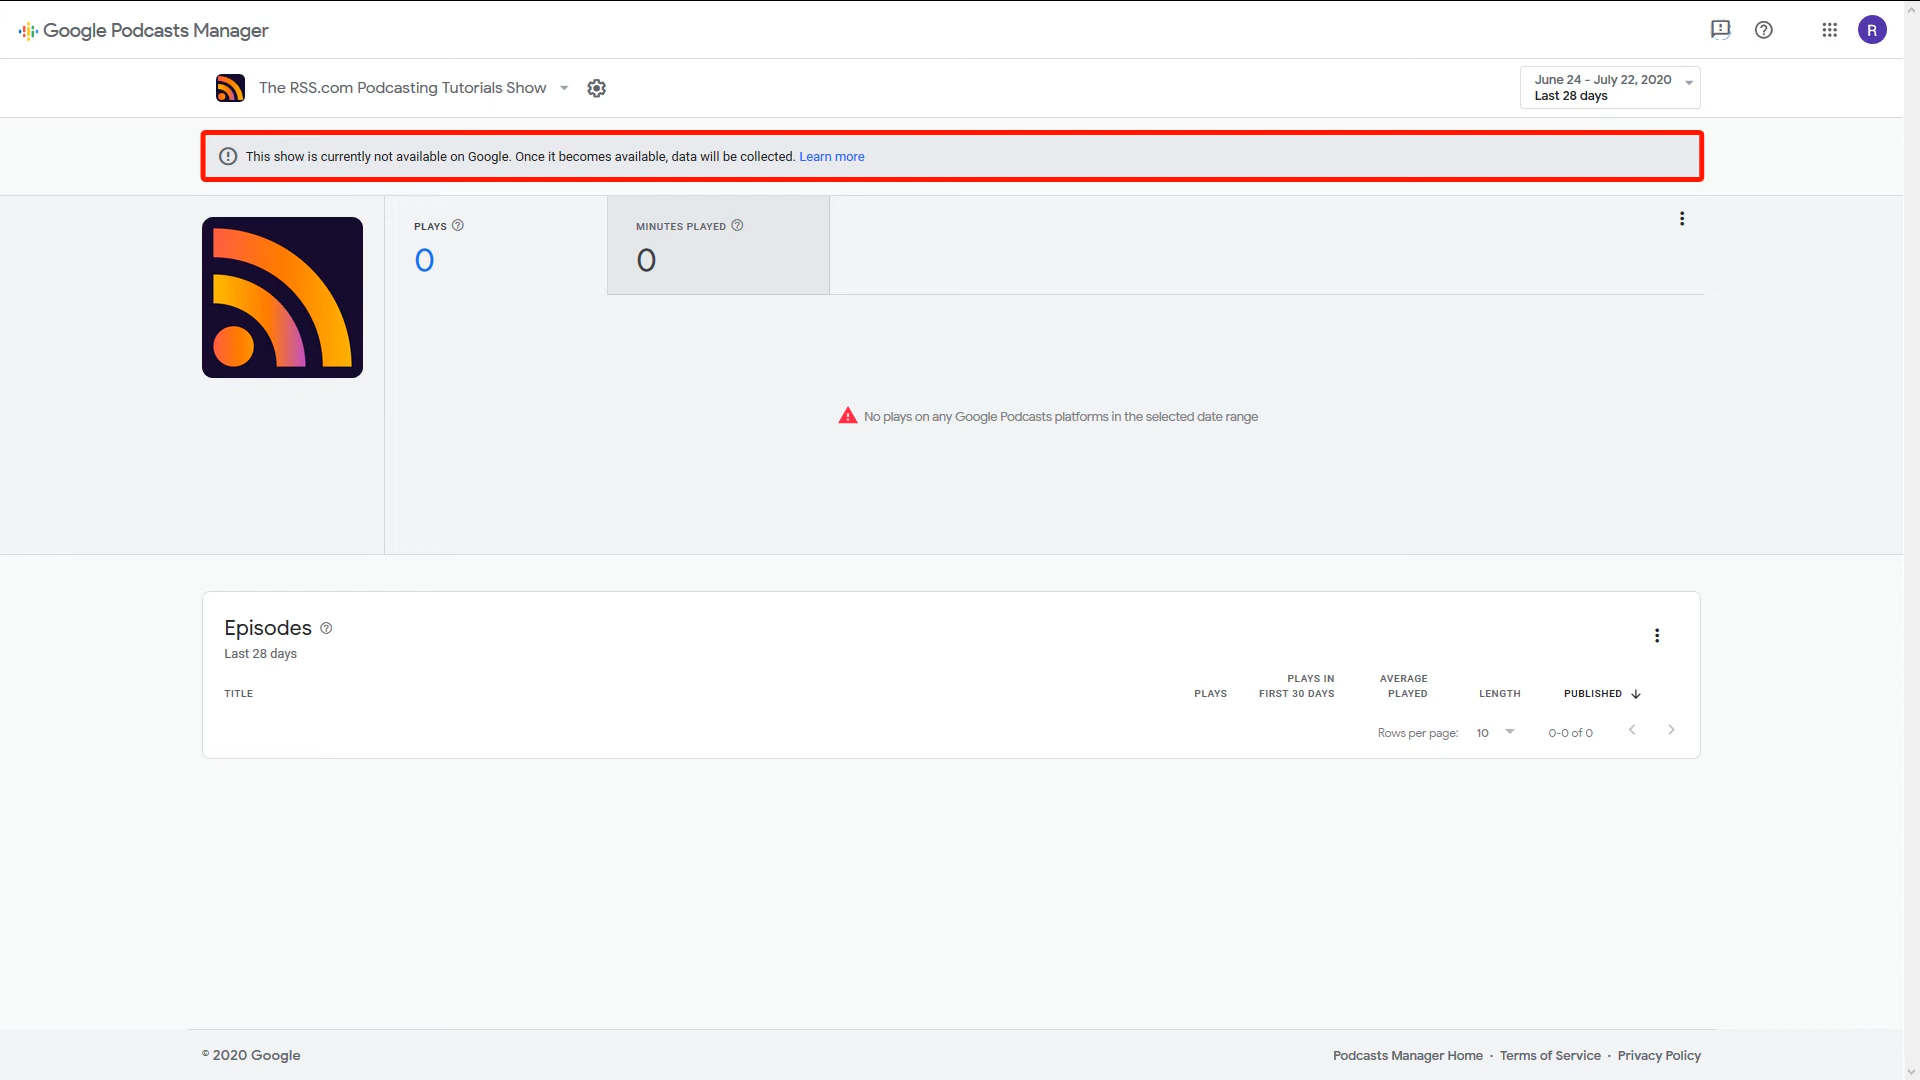 Google Podcasts Manager
R
The RSS.com Podcasting Tutorials Show
June 24 - July 22, 2020
Last 28 days
This show is currently not available on Google. Once it becomes available, data will be collected. Learn more
PLAYS
0
MINUTES PLAYED
0
No plays on any Google Podcasts platforms in the selected date range
Episodes
Last 28 days
TITLE
PLAYS
PLAYS IN
FIRST 30 DAYS
AVERAGE
PLAYED
LENGTH
PUBLISHED
Rows per page: 10
0-0 of 0
© 2020 Google
Podcasts Manager Home · Terms of Service · Privacy Policy